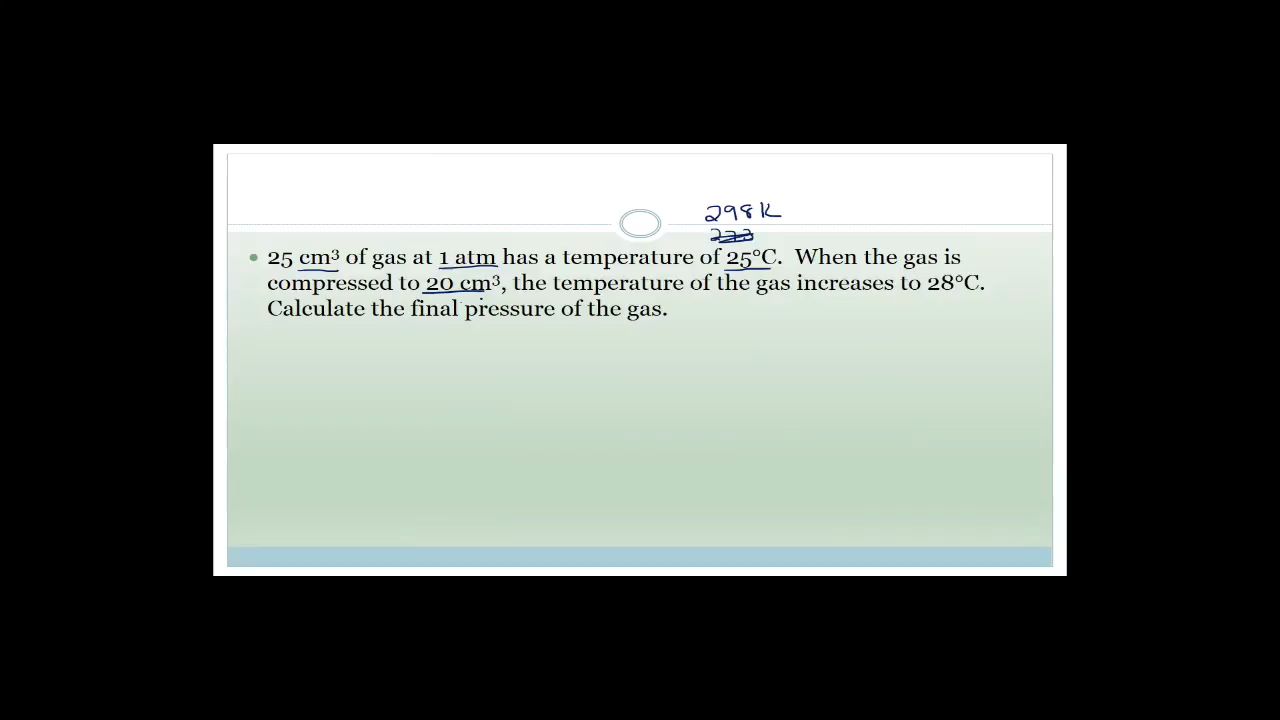 298K
25 cm³ of gas at 1 atm has a temperature of 25°C. When the gas is
compressed to 20 cm³, the temperature of the gas increases to 28°C.
Calculate the final pressure of the gas.